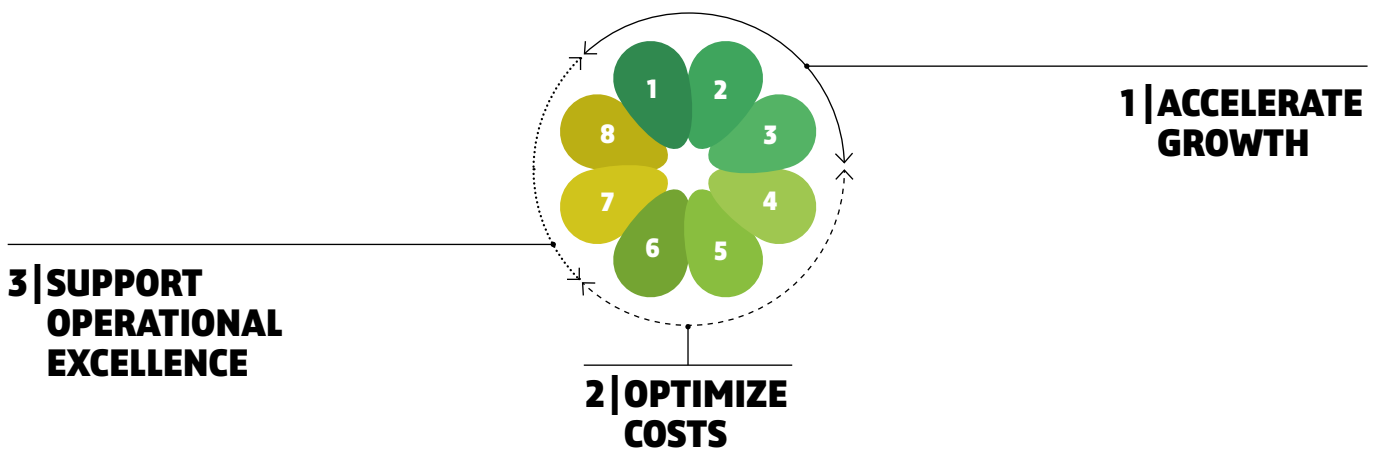 1
2
3
4
5
6
7
8
1|ACCELERATE
GROWTH
2|OPTIMIZE
COSTS
3|SUPPORT
OPERATIONAL
EXCELLENCE